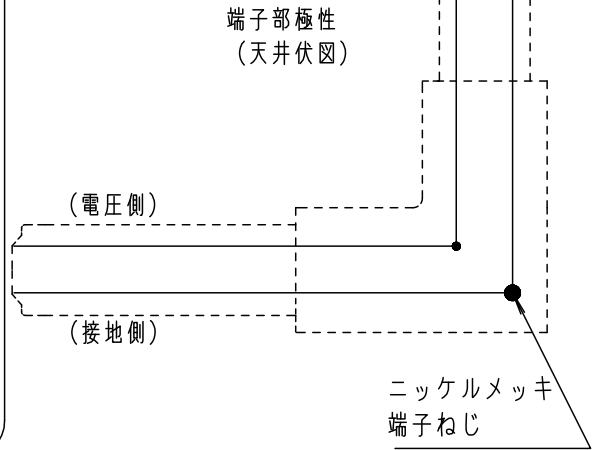 端子部極性
(天井伏図)
(電圧側)
(接地側)
ニッケルメッキ
端子ねじ